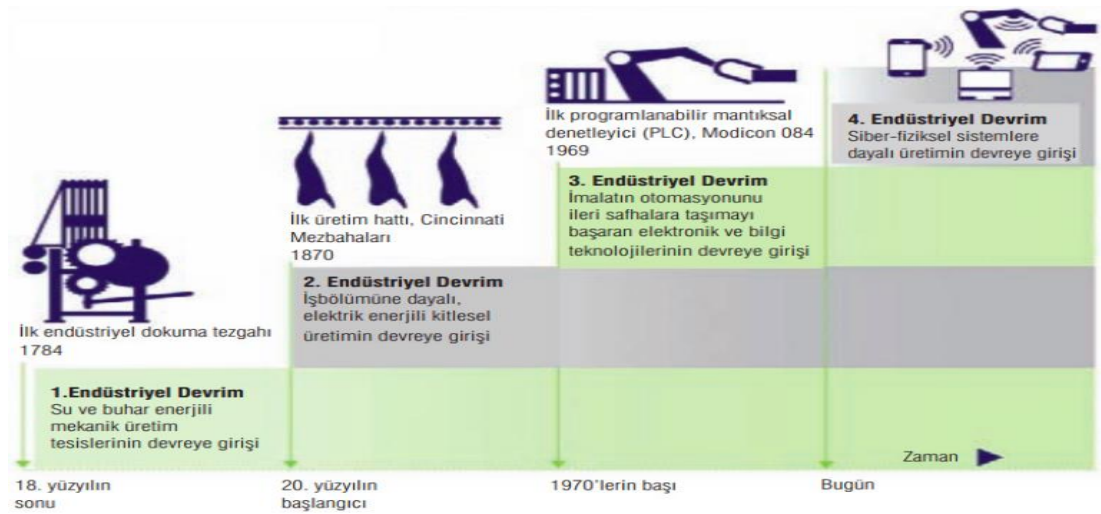 İlk endüstriyel dokuma tezgahı
1784
1.Endüstriyel Devrim
Su ve buhar enerjili
mekanik üretim
tesislerinin devreye girişi
18. yüzyılın
sonu
İlk üretim hattı, Cincinnati
Mezbahaları
1870
2. Endüstriyel Devrim
İşbölümüne dayalı,
elektrik enerjili kitlesel
üretimin devreye girişi
20. yüzyılın
başlangıcı
İlk programlanabilir mantıksal
denetleyici (PLC), Modicon 084
1969
3. Endüstriyel Devrim
İmalatın otomasyonunu
ileri safhalara taşımayı
başaran elektronik ve bilgi
teknolojilerinin devreye girişi
1970'lerin başı
4. Endüstriyel Devrim
Siber-fiziksel sistemlere
dayalı üretimin devreye girişi
Zaman
Bugün